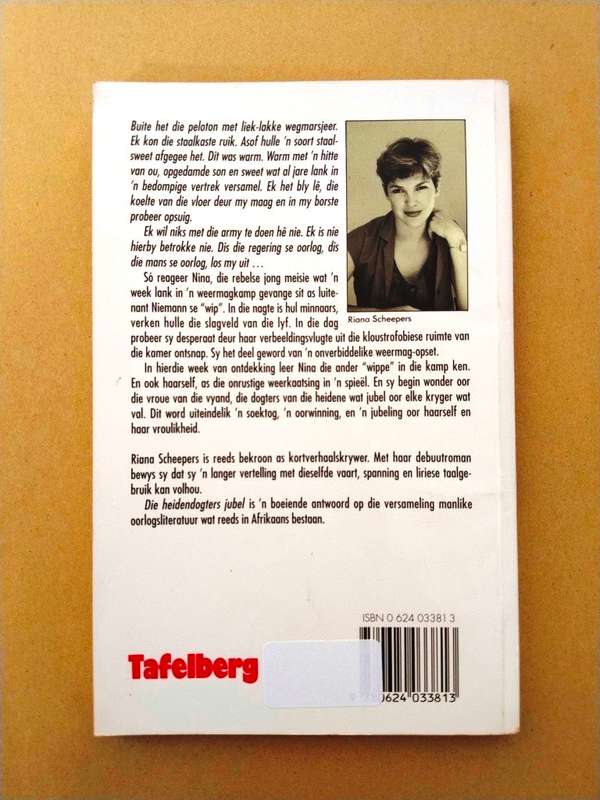 Buite het die peloton met liek-lakke wegmarsjeer.
Ek kon die staalkaste ruik. Asof hulle 'n soort staal-
sweet afgegee het. Dit was warm. Warm met 'n hitte
van ou, opgedamde son en sweet wat al jare lank in
'n bedompige vertrek versamel. Ek het bly lê, die
koelte van die vloer deur my maag en in my borste
probeer opsuig.
Ek wil niks met die army te doen hê nie. Ek is nie
hierby betrokke nie. Dis die regering se oorlog, dis
die mans se oorlog, los my uit ...
Só reageer Nina, die rebelse jong meisie wat 'n
week lank in 'n weermagkamp gevange sit as luite-
nant Niemann se "wip". In die nagte is hul minnaars,
verken hulle die slagveld van die lyf. In die dag
probeer sy desperaat deur haar verbeeldingsvlugte uit die kloustrofobiese ruimte van
die kamer ontsnap. Sy het deel geword van 'n onverbiddelike weermag-opset.
In hierdie week van ontdekking leer Nina die ander "wippe" in die kamp ken.
En ook haarself, as die onrustige weerkaatsing in 'n spieël. En sy begin wonder oor
die vroue van die vyand, die dogters van die heidene wat jubel oor elke kryger wat
val. Dit word uiteindelik 'n soektog, 'n oorwinning, en 'n jubeling oor haarself en
haar vroulikheid.
Riana Scheepers
Riana Scheepers is reeds bekroon as kortverhaalskrywer. Met haar debuutroman
bewys sy dat sy 'n langer vertelling met dieselfde vaart, spanning en liriese taalge-
bruik kan volhou.
Die heidendogters jubel is 'n boeiende antwoord op die versameling manlike
oorlogsliteratuur wat reeds in Afrikaans bestaan.
ISBN 0 624 03381 3
Tafelberg
0624 033813